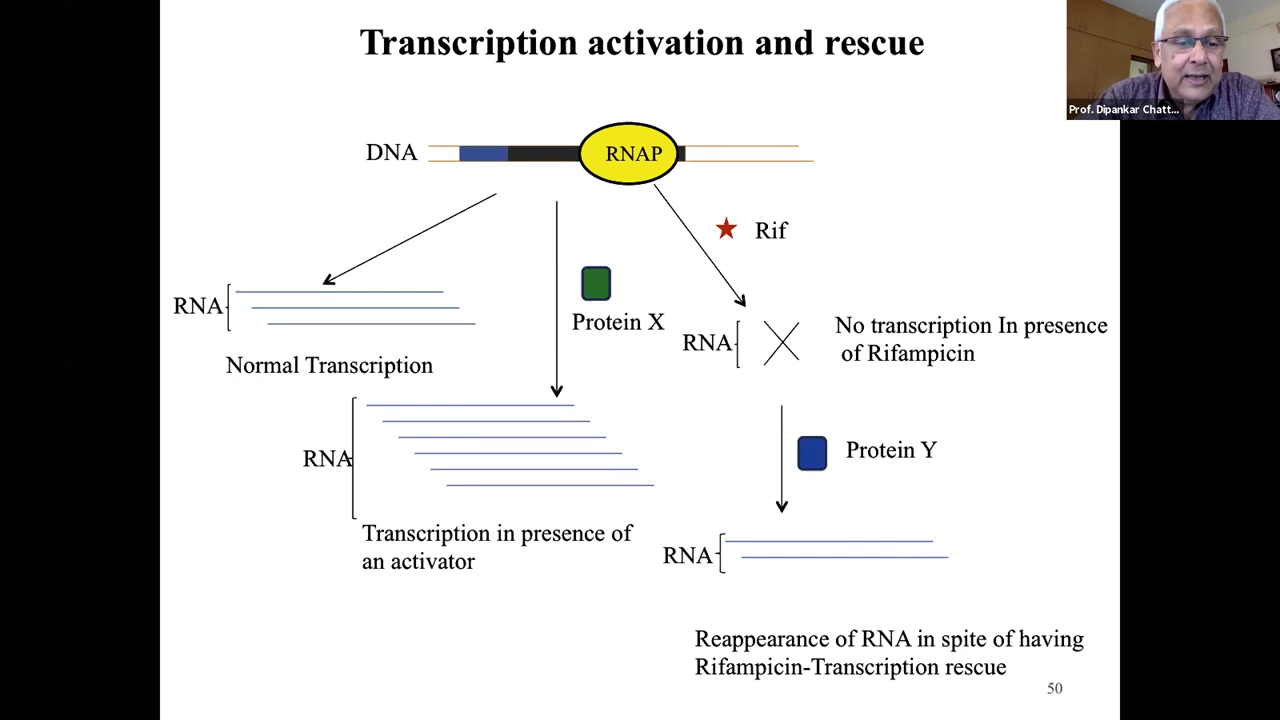 Transcription activation and rescue
Prof. Dipankar Chatt...
DNA
RNAP
Rif
RNA
Protein X
Normal Transcription
RNA
No transcription In presence
of Rifampicin
RNA
Transcription in presence of
an activator
Protein Y
RNA
Reappearance of RNA in spite of having
Rifampicin-Transcription rescue
50